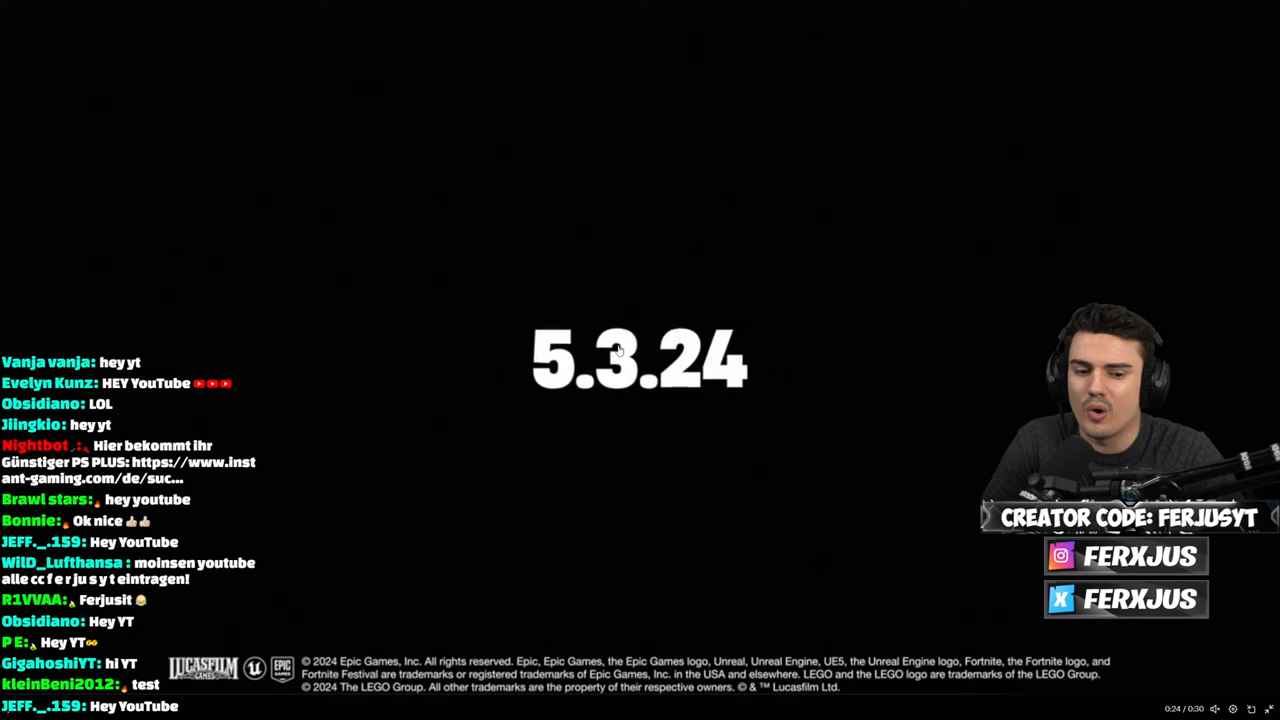 5.3.24
Vanja vanja: hey yt
Evelyn Kunz: HEY YouTube
Obsidiano: LOL
Jiingkio: hey yt
Nightbot : Hier bekommt ihr
Günstiger PS PLUS: https://www.inst
ant-gaming.com/de/suc...
Brawl stars: hey youtube
Bonnie: Ok nice 👍🏻👍🏻
JEFF._.159: Hey YouTube
WilD_Lufthansa : moinsen youtube
alle cc f e r ju s y t eintragen!
R1VVAA: Ferjusit 😂
Obsidiano: Hey YT
P E: Hey YT
GigahoshiYT: hi YT
kleinBeni2012: test
JEFF._.159: Hey YouTube
CREATOR CODE: FERJUSYT
FERXJUS
X FERXJUS
LUCASFILM
GAMES
EPIC
GAMES
© 2024 Epic Games, Inc. All rights reserved. Epic, Epic Games, the Epic Games logo, Unreal, Unreal Engine, UE5, the Unreal Engine logo, Fortnite, the Fortnite logo, and
Fortnite Festival are trademarks or registered trademarks of Epic Games, Inc. in the USA and elsewhere. LEGO and the LEGO logo are trademarks of the LEGO Group.
© 2024 The LEGO Group. All other trademarks are the property of their respective owners. © & ™ Lucasfilm Ltd.
0:24 / 0:30